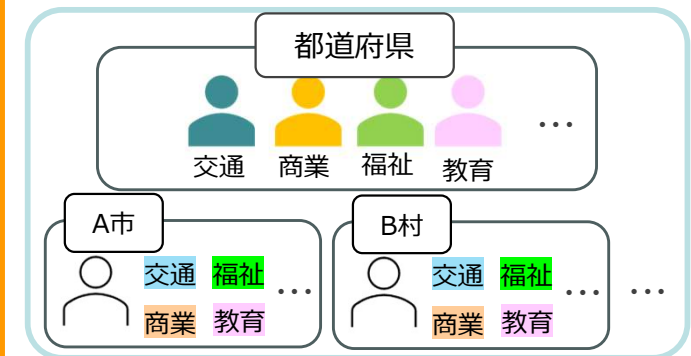 都道府県
交通 商業 福祉 教育 …
A市
交通 福祉 …
商業 教育
B村
交通 福祉 … …
商業 教育